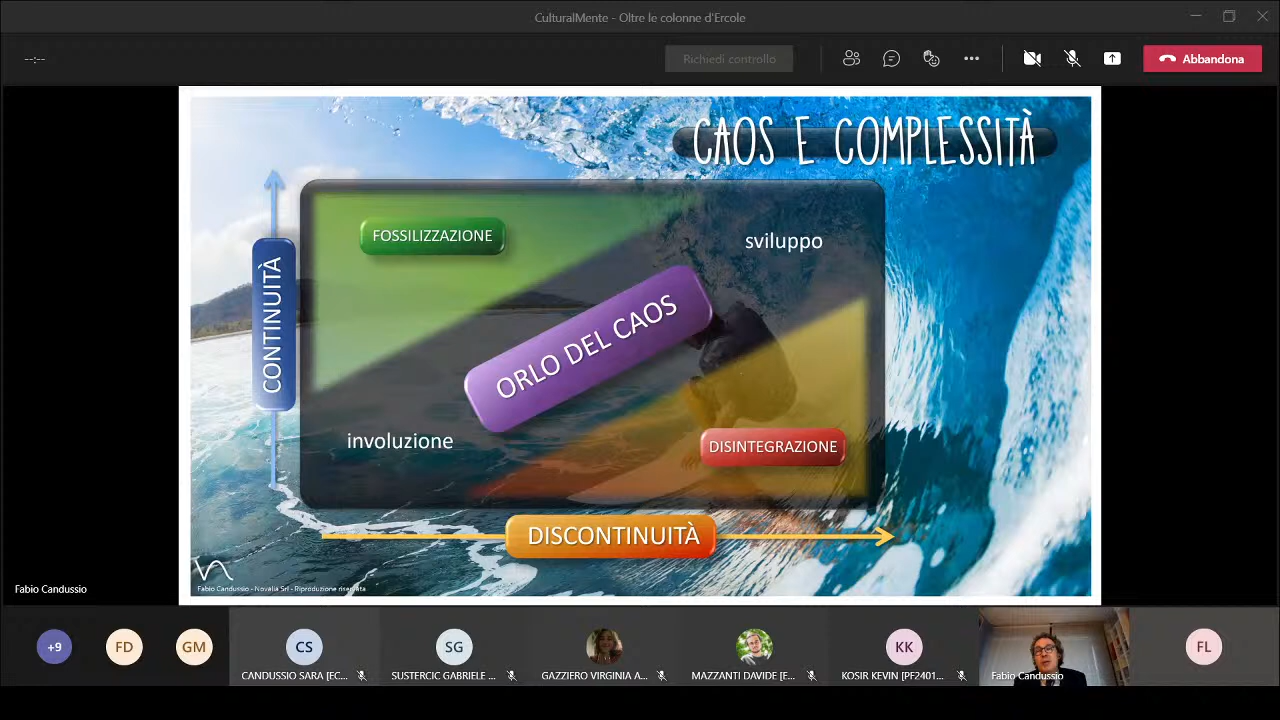 CulturalMente - Oltre le colonne d'Ercole
--:--
Richiedi controllo
Abbandona
CAOS E COMPLESSITÀ
FOSSILIZZAZIONE
sviluppo
CONTINUITÀ
ORLO DEL CAOS
involuzione
DISINTEGRAZIONE
DISCONTINUITÀ
Fabio Candussio - Novalia Srl - Riproduzione riservata
Fabio Candussio
+9
FD
GM
CS
SG
KK
FL
CANDUSSIO SARA [EC...
SUSTERCIC GABRIELE ...
GAZZIERO VIRGINIA A...
MAZZANTI DAVIDE [E...
KOSIR KEVIN [PF2401...
Fabio Candussio